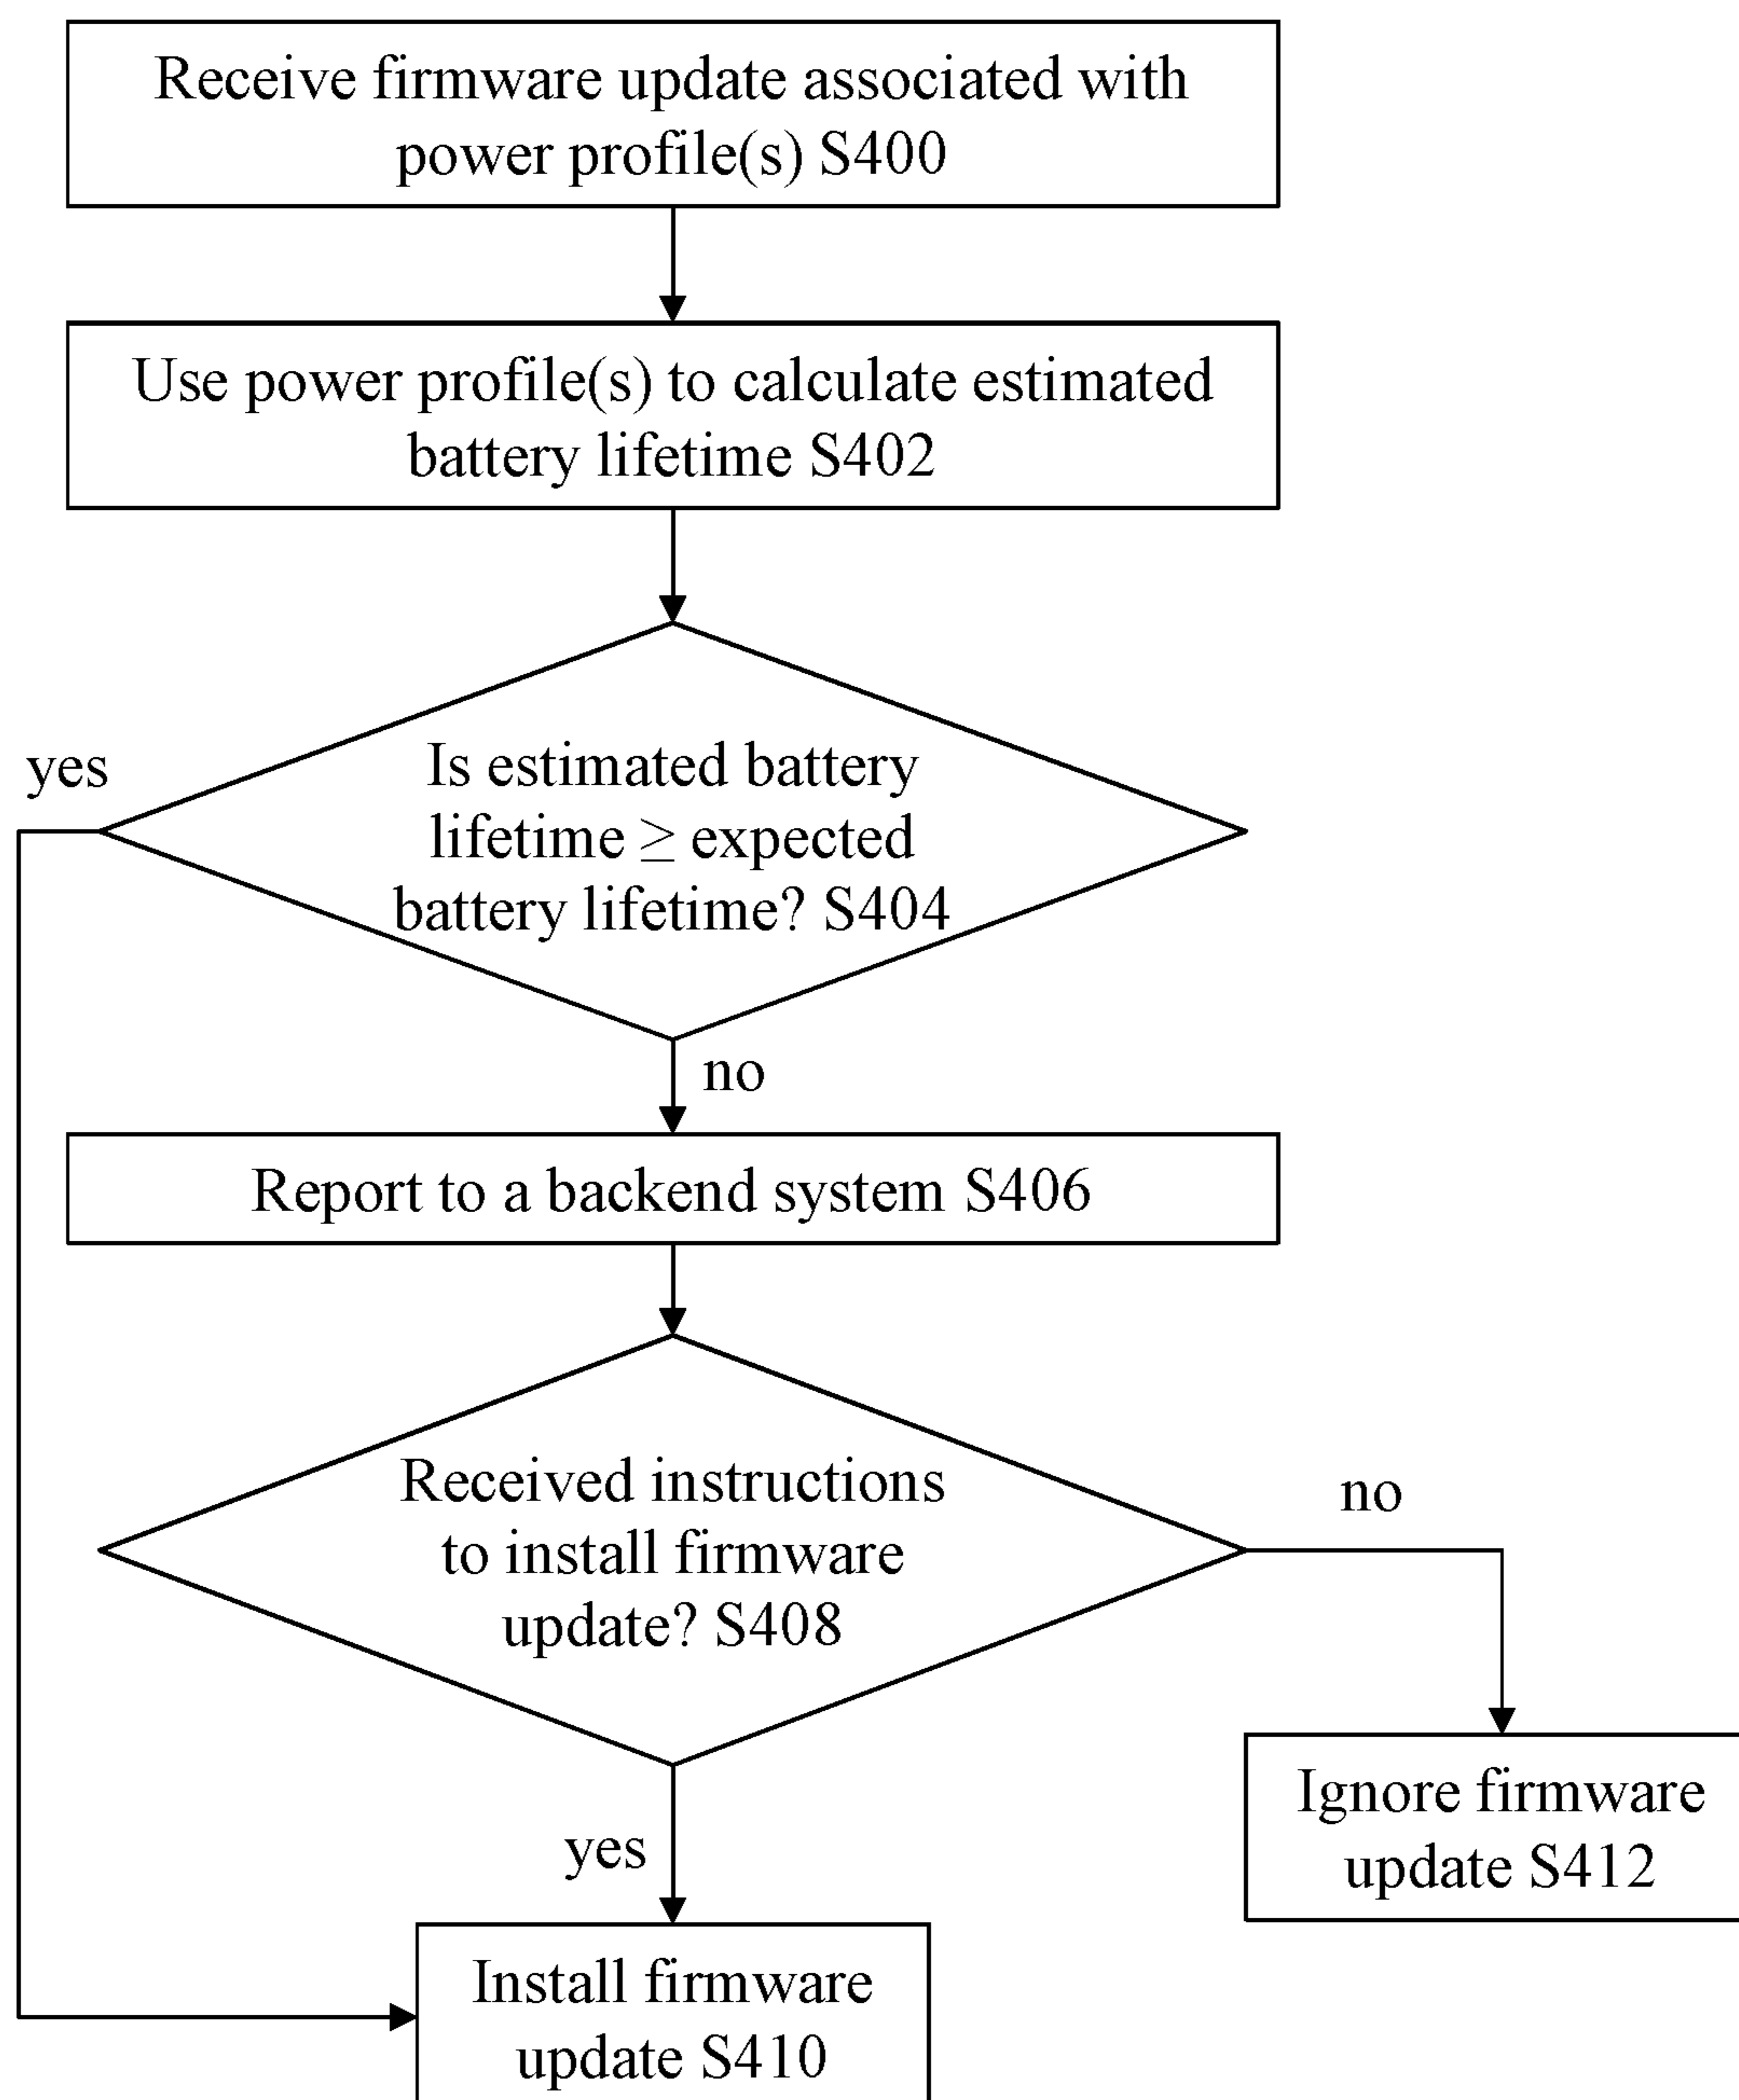 Receive firmware update associated with
power profile(s) S400
Use power profile(s) to calculate estimated
battery lifetime S402
yes
Is estimated battery
lifetime ≥ expected
battery lifetime? S404
no
Report to a backend system S406
Received instructions
to install firmware
update? S408
no
yes
Ignore firmware
update S412
Install firmware
update S410